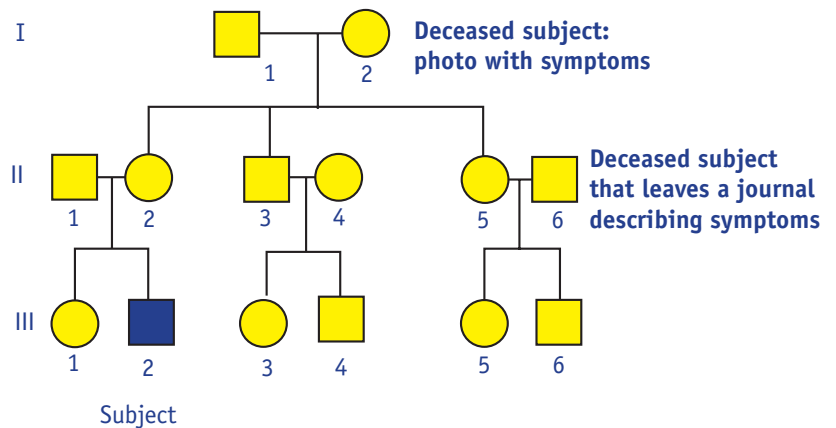 I
Deceased subject:
photo with symptoms
1 2
II
Deceased subject
that leaves a journal
describing symptoms
1 2 3 4 5 6
III
1 2 3 4 5 6
Subject